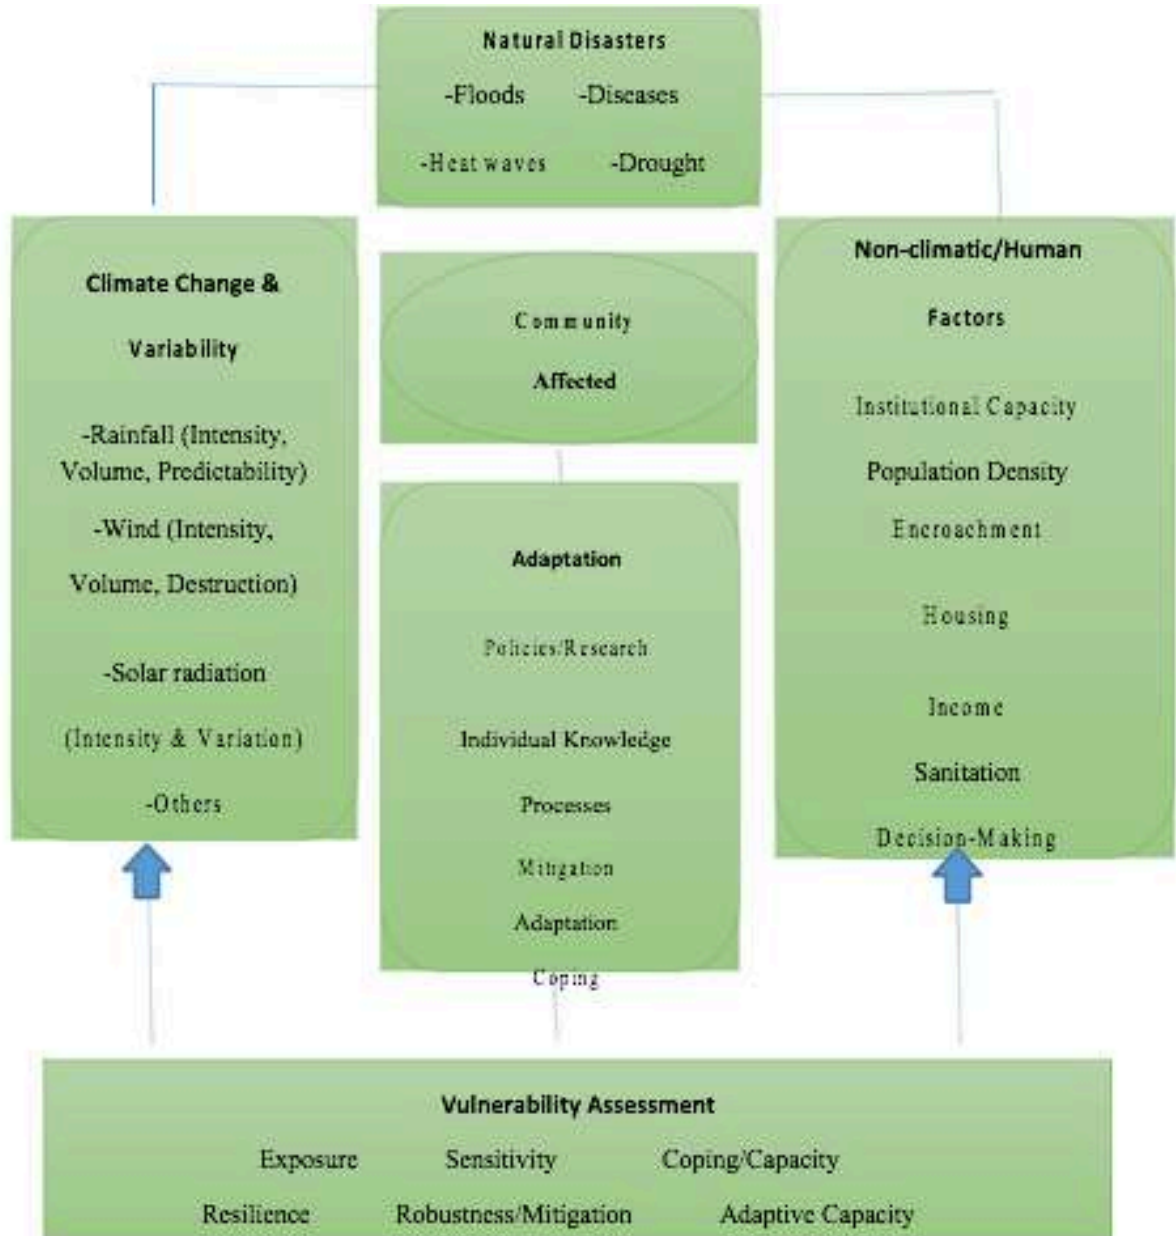 Natural Disasters
-Floods -Diseases
-Heat waves -Drought
Climate Change &
Variability
-Rainfall (Intensity,
Volume, Predictability)
-Wind (Intensity,
Volume, Destruction)
-Solar radiation
(Intensity & Variation)
-Others
Community
Affected
Adaptation
Policies/Research
Individual Knowledge
Processes
Mitigation
Adaptation
Coping
Non-climatic/Human
Factors
Institutional Capacity
Population Density
Encroachment
Housing
Income
Sanitation
Decision-Making
Vulnerability Assessment
Exposure Sensitivity Coping/Capacity
Resilience Robustness/Mitigation Adaptive Capacity